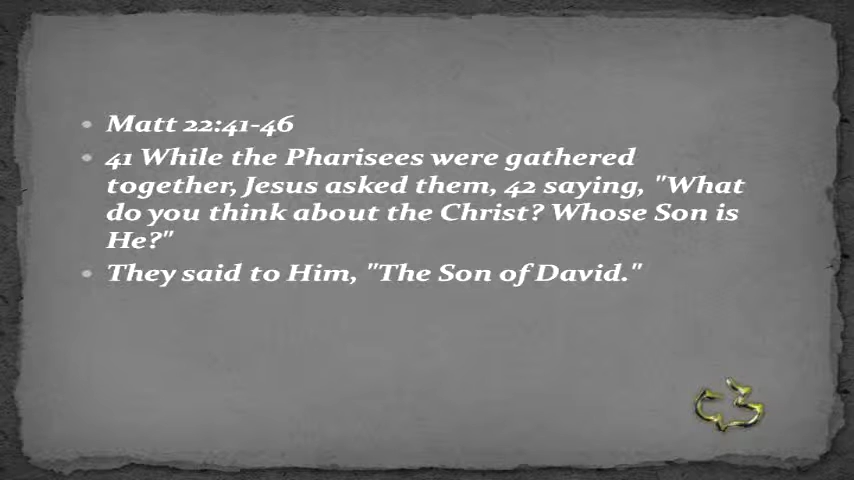 Matt 22:41-46
41 While the Pharisees were gathered
together, Jesus asked them, 42 saying, "What
do you think about the Christ? Whose Son is
He?"
They said to Him, "The Son of David."